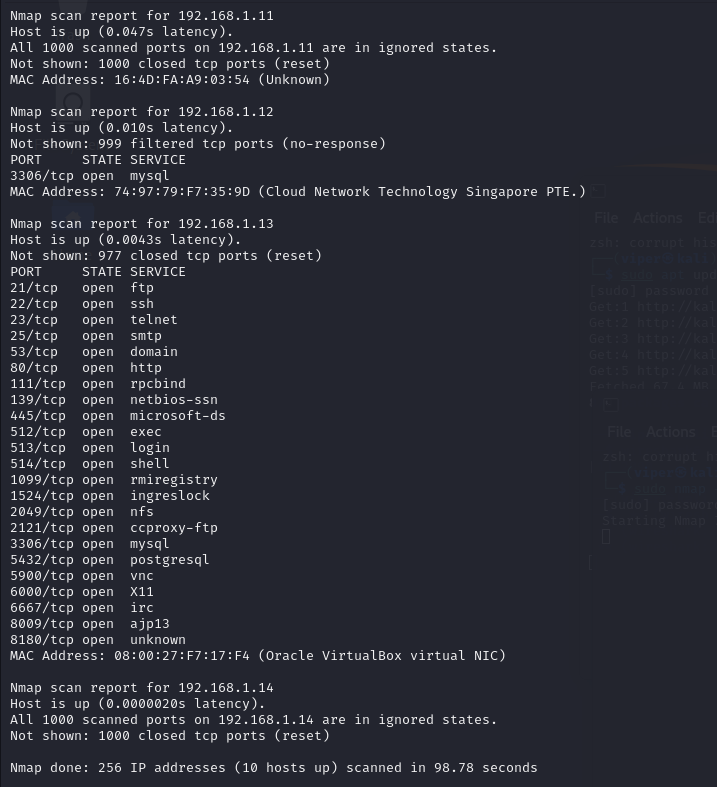 Nmap scan report for 192.168.1.11
Host is up (0.047s latency).
All 1000 scanned ports on 192.168.1.11 are in ignored states.
Not shown: 1000 closed tcp ports (reset)
MAC Address: 16:4D:FA:A9:03:54 (Unknown)

Nmap scan report for 192.168.1.12
Host is up (0.010s latency).
Not shown: 999 filtered tcp ports (no-response)
PORT     STATE SERVICE
3306/tcp open  mysql
MAC Address: 74:97:79:F7:35:9D (Cloud Network Technology Singapore PTE.)

Nmap scan report for 192.168.1.13
Host is up (0.0043s latency).
Not shown: 977 closed tcp ports (reset)
PORT     STATE SERVICE
21/tcp   open  ftp
22/tcp   open  ssh
23/tcp   open  telnet
25/tcp   open  smtp
53/tcp   open  domain
80/tcp   open  http
111/tcp  open  rpcbind
139/tcp  open  netbios-ssn
445/tcp  open  microsoft-ds
512/tcp  open  exec
513/tcp  open  login
514/tcp  open  shell
1099/tcp open  rmiregistry
1524/tcp open  ingreslock
2049/tcp open  nfs
2121/tcp open  ccproxy-ftp
3306/tcp open  mysql
5432/tcp open  postgresql
5900/tcp open  vnc
6000/tcp open  X11
6667/tcp open  irc
8009/tcp open  ajp13
8180/tcp open  unknown
MAC Address: 08:00:27:F7:17:F4 (Oracle VirtualBox virtual NIC)

Nmap scan report for 192.168.1.14
Host is up (0.0000020s latency).
All 1000 scanned ports on 192.168.1.14 are in ignored states.
Not shown: 1000 closed tcp ports (reset)

Nmap done: 256 IP addresses (10 hosts up) scanned in 98.78 seconds
File Actions
zsh: corrupt his
[sudo] password
File Actions
zsh: corrupt
[sudo] passwor
Starting Nmap